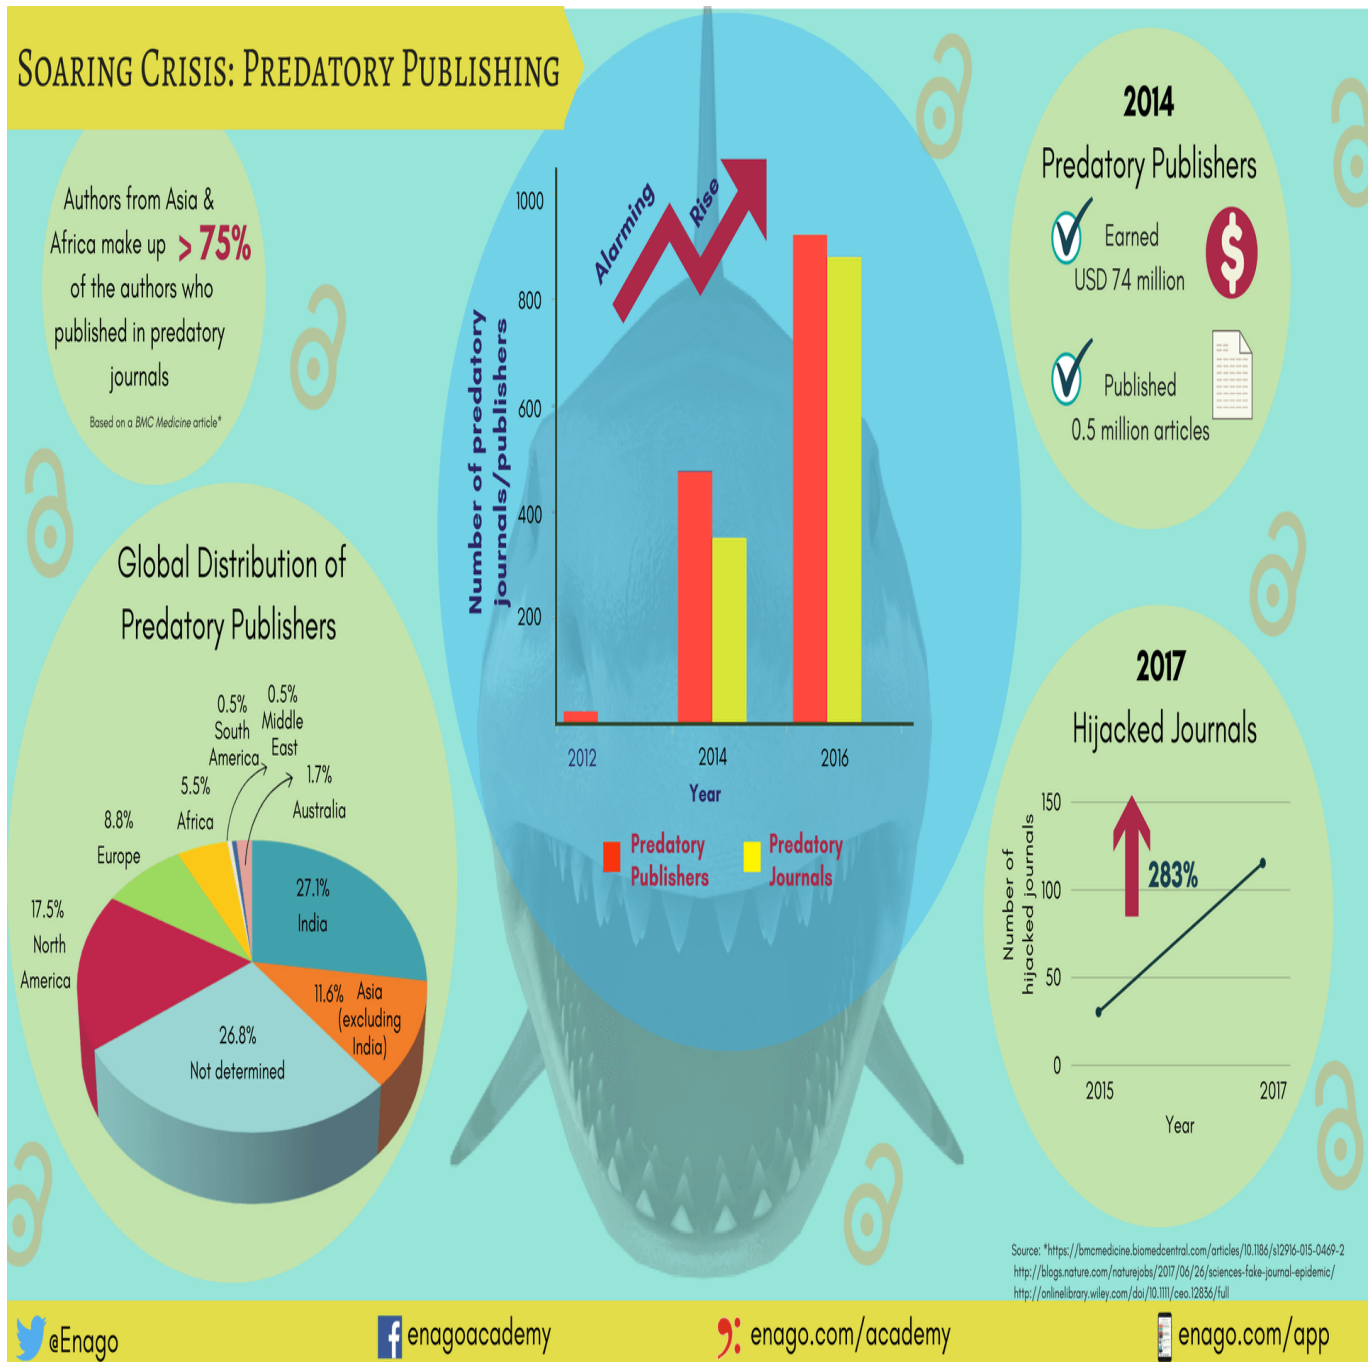 SOARING CRISIS: PREDATORY PUBLISHING
Authors from Asia &
Africa make up > 75%
of the authors who
published in predatory
journals
Based on a BMC Medicine article*
Global Distribution of
Predatory Publishers
0.5%
South
America
0.5%
Middle
East
1.7%
Australia
5.5%
Africa
8.8%
Europe
17.5%
North
America
27.1%
India
11.6% Asia
(excluding
India)
26.8%
Not determined
Alarming
Rise
Number of predatory
journals/publishers
1000
800
600
400
200
2012
2014
2016
Year
Predatory
Publishers
Predatory
Journals
2014
Predatory Publishers
Earned
USD 74 million
$
Published
0.5 million articles
2017
Hijacked Journals
Number of
hijacked journals
150
100
50
0
283%
2015
2017
Year
Source: *https://bmcmedicine.biomedcentral.com/articles/10.1186/s12916-015-0469-2
http://blogs.nature.com/naturejobs/2017/06/26/sciences-fake-journal-epidemic/
http://onlinelibrary.wiley.com/doi/10.1111/ceo.12836/full
@Enago
enagoacademy
enago.com/academy
enago.com/app